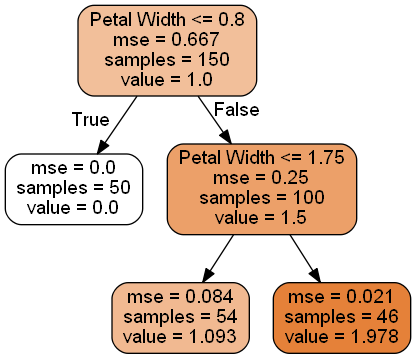 Petal Width <= 0.8
mse = 0.667
samples = 150
value = 1.0
True
False
mse = 0.0
samples = 50
value = 0.0
Petal Width <= 1.75
mse = 0.25
samples = 100
value = 1.5
mse = 0.084
samples = 54
value = 1.093
mse = 0.021
samples = 46
value = 1.978